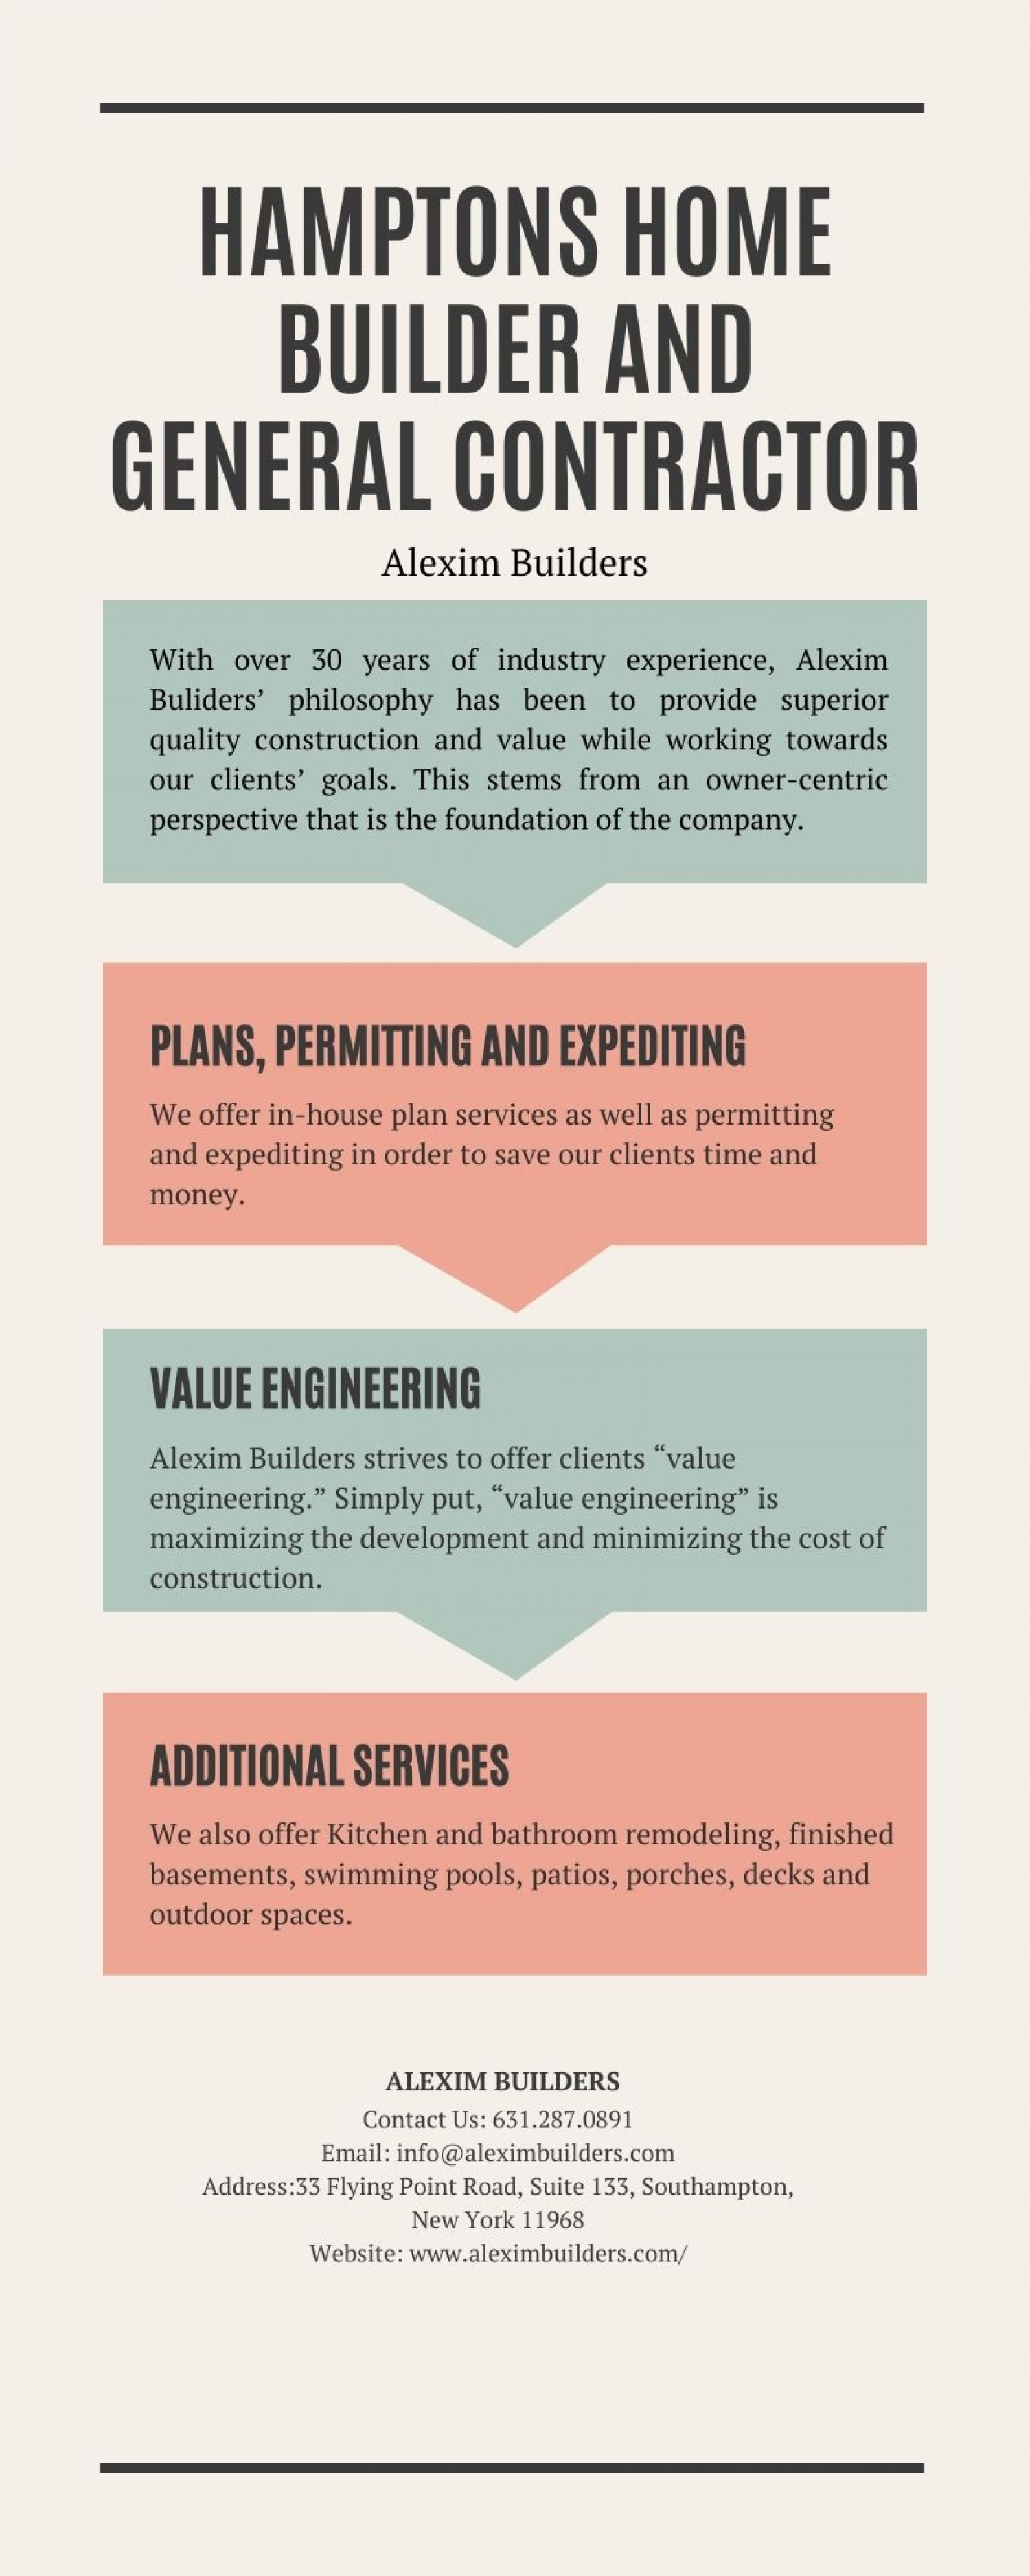 HAMPTONS HOME
BUILDER AND
GENERAL CONTRACTOR
Alexim Builders
With over 30 years of industry experience, Alexim
Buliders’ philosophy has been to provide superior
quality construction and value while working towards
our clients’ goals. This stems from an owner-centric
perspective that is the foundation of the company.
PLANS, PERMITTING AND EXPEDITING
We offer in-house plan services as well as permitting
and expediting in order to save our clients time and
money.
VALUE ENGINEERING
Alexim Builders strives to offer clients “value
engineering.” Simply put, “value engineering” is
maximizing the development and minimizing the cost of
construction.
ADDITIONAL SERVICES
We also offer Kitchen and bathroom remodeling, finished
basements, swimming pools, patios, porches, decks and
outdoor spaces.
ALEXIM BUILDERS
Contact Us: 631.287.0891
Email: info@aleximbuilders.com
Address:33 Flying Point Road, Suite 133, Southampton,
New York 11968
Website: www.aleximbuilders.com/